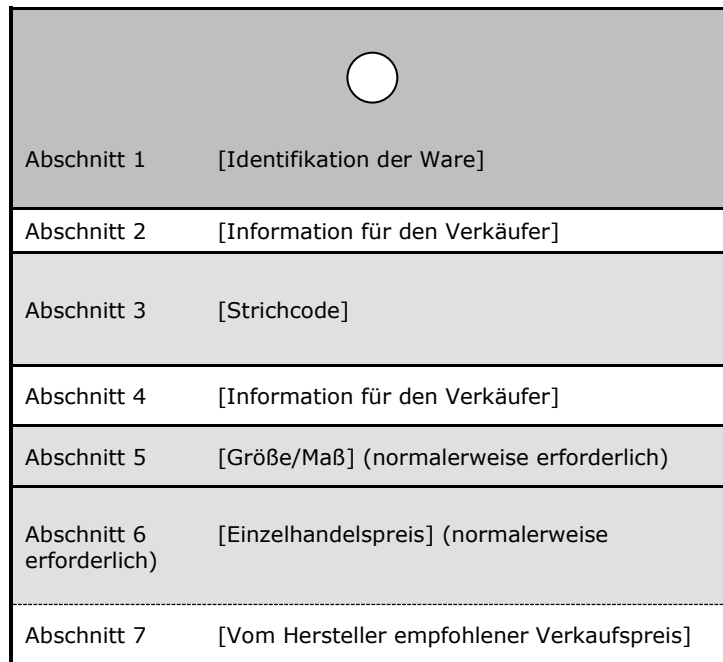 Abschnitt 1 [Identifikation der Ware]
Abschnitt 2 [Information für den Verkäufer]
Abschnitt 3 [Strichcode]
Abschnitt 4 [Information für den Verkäufer]
Abschnitt 5 [Größe/Maß] (normalerweise erforderlich)
Abschnitt 6 [Einzelhandelspreis] (normalerweise
erforderlich)
Abschnitt 7 [Vom Hersteller empfohlener Verkaufspreis]